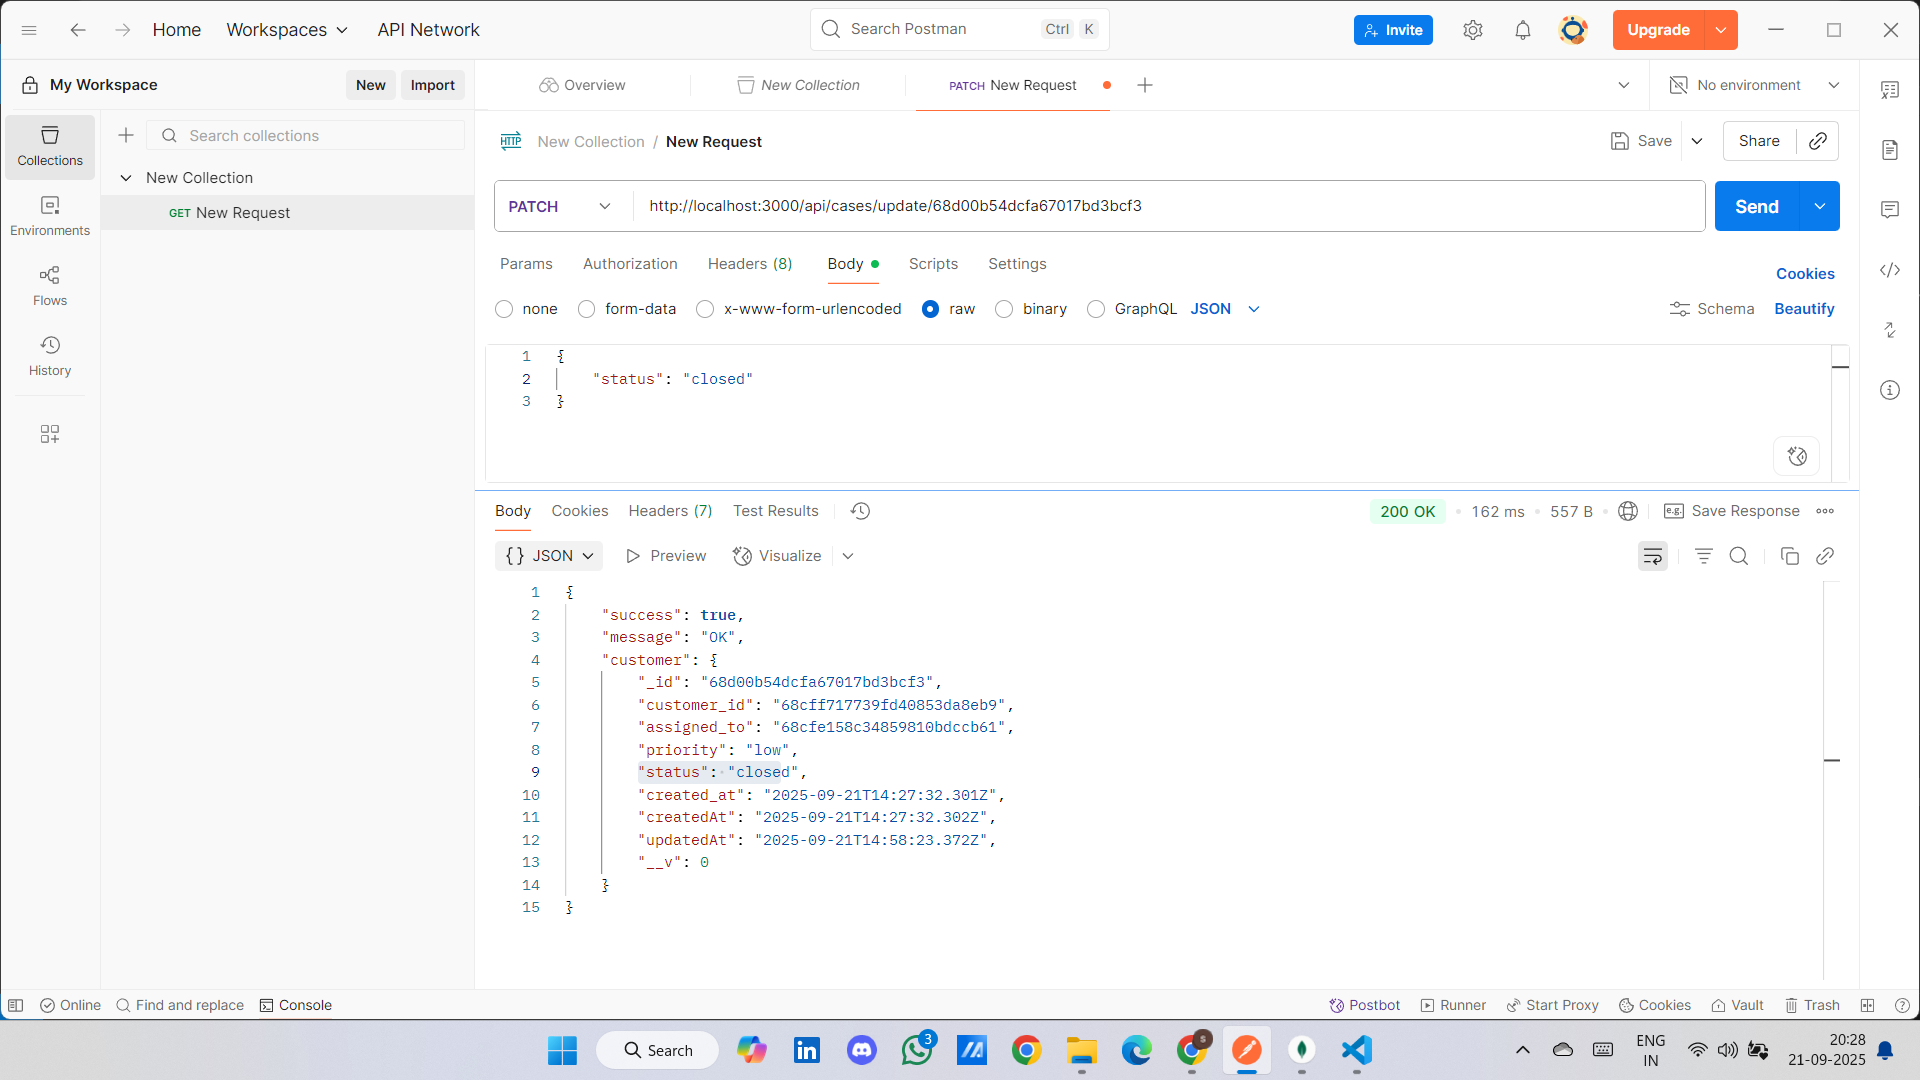 Home
Workspaces
API Network
Search Postman
Ctrl K
Invite
Upgrade
My Workspace
New
Import
Overview
New Collection
PATCH New Request
No environment
Collections
Environments
Flows
History
Search collections
New Collection
GET New Request
HTTP
New Collection / New Request
Save
Share
PATCH
http://localhost:3000/api/cases/update/68d00b54dcfa67017bd3bcf3
Send
Params
Authorization
Headers (8)
Body
Scripts
Settings
Cookies
none
form-data
x-www-form-urlencoded
raw
binary
GraphQL
JSON
Schema
Beautify
1 {
2 "status": "closed"
3 }
Body
Cookies
Headers (7)
Test Results
200 OK
162 ms
557 B
e.g.
Save Response
{} JSON
Preview
Visualize
1 {
2 "success": true,
3 "message": "OK",
4 "customer": {
5 "_id": "68d00b54dcfa67017bd3bcf3",
6 "customer_id": "68cff717739fd40853da8eb9",
7 "assigned_to": "68cfe158c34859810bdccb61",
8 "priority": "low",
9 "status": "closed",
10 "created_at": "2025-09-21T14:27:32.301Z",
11 "createdAt": "2025-09-21T14:27:32.302Z",
12 "updatedAt": "2025-09-21T14:58:23.372Z",
13 "__v": 0
14 }
15 }
Online
Find and replace
Console
Postbot
Runner
Start Proxy
Cookies
Vault
Trash
Search
3
ENG
IN
20:28
21-09-2025